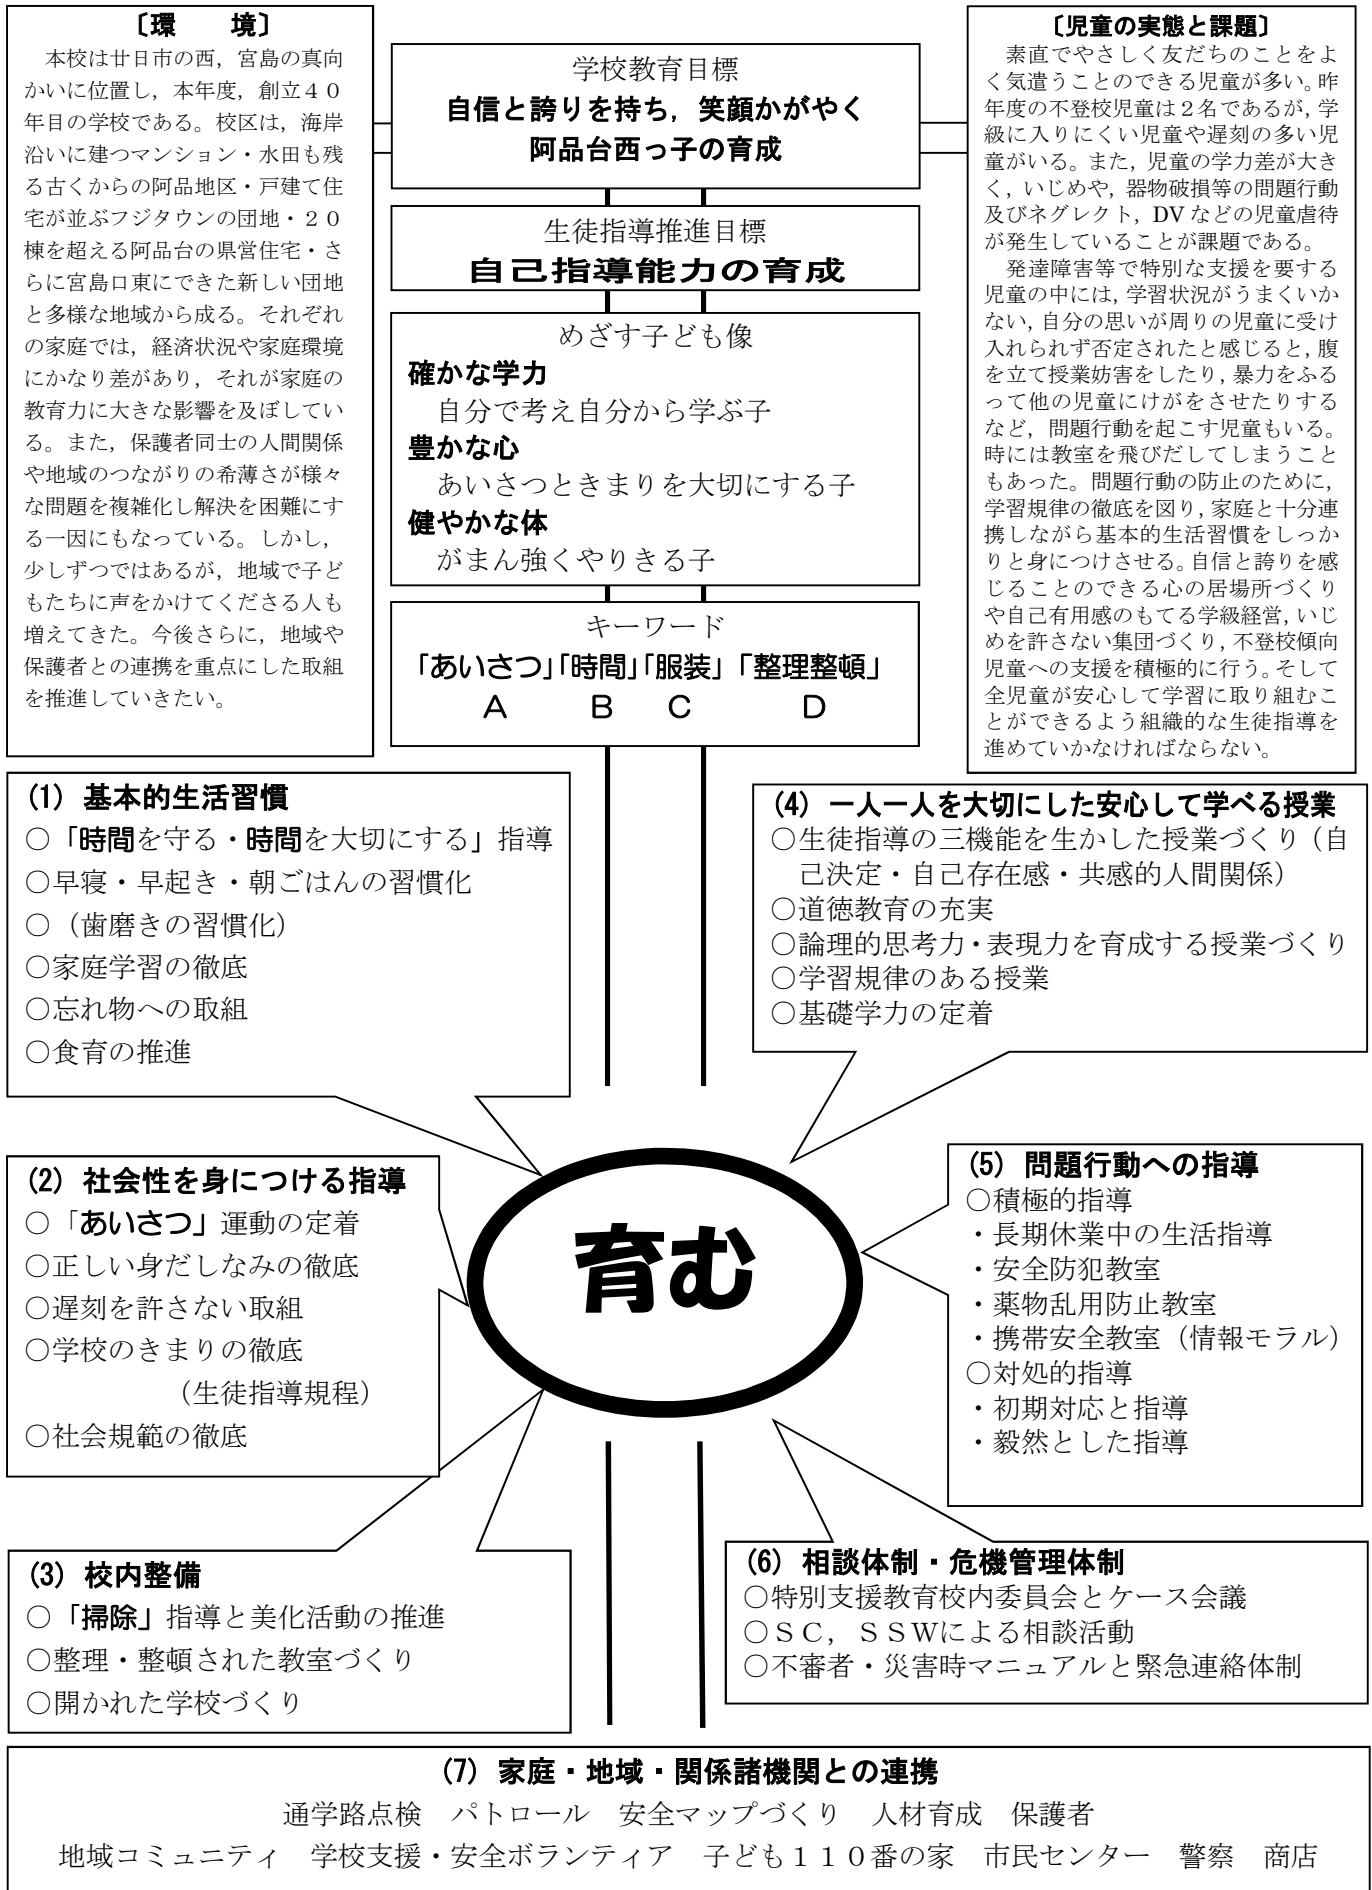 〔環　　境〕
　本校は廿日市の西，宮島の真向
かいに位置し，本年度，創立４０
年目の学校である。校区は，海岸
沿いに建つマンション・水田も残
る古くからの阿品地区・戸建て住
宅が並ぶフジタウンの団地・２０
棟を超える阿品台の県営住宅・さ
らに宮島口東にできた新しい団地
と多様な地域から成る。それぞれ
の家庭では，経済状況や家庭環境
にかなり差があり，それが家庭の
教育力に大きな影響を及ぼしてい
る。また，保護者同士の人間関係
や地域のつながりの希薄さが様々
な問題を複雑化し解決を困難にす
る一因にもなっている。しかし，
少しずつではあるが，地域で子ど
もたちに声をかけてくださる人も
増えてきた。今後さらに，地域や
保護者との連携を重点にした取組
を推進していきたい。
学校教育目標
自信と誇りを持ち，笑顔かがやく
阿品台西っ子の育成
生徒指導推進目標
自己指導能力の育成
めざす子ども像
確かな学力
自分で考え自分から学ぶ子
豊かな心
あいさつときまりを大切にする子
健やかな体
がまん強くやりきる子
キーワード
「あいさつ」「時間」「服装」「整理整頓」
A　B　C　D
〔児童の実態と課題〕
　素直でやさしく友だちのことをよ
く気遣うことのできる児童が多い。昨
年度の不登校児童は２名であるが，学
級に入りにくい児童や遅刻の多い児
童がいる。また，児童の学力差が大き
く，いじめや，器物破損等の問題行動
及びネグレクト，DV などの児童虐待
が発生していることが課題である。
　発達障害等で特別な支援を要する
児童の中には，学習状況がうまくいか
ない，自分の思いが周りの児童に受け
入れられず否定されたと感じると，腹
を立て授業妨害をしたり，暴力をふる
って他の児童にけがをさせたりする
など，問題行動を起こす児童もいる。
時には教室を飛びだしてしまうこと
もあった。問題行動の防止のために，
学習規律の徹底を図り，家庭と十分連
携しながら基本的生活習慣をしっか
りと身につけさせる。自信と誇りを感
じることのできる心の居場所づくり
や自己有用感のもてる学級経営，いじ
めを許さない集団づくり，不登校傾向
児童への支援を積極的に行う。そして
全児童が安心して学習に取り組むこ
とができるよう組織的な生徒指導を
進めていかなければならない。
(1) 基本的生活習慣
○「時間を守る・時間を大切にする」指導
○早寝・早起き・朝ごはんの習慣化
○（歯磨きの習慣化）
○家庭学習の徹底
○忘れ物への取組
○食育の推進
(2) 社会性を身につける指導
○「あいさつ」運動の定着
○正しい身だしなみの徹底
○遅刻を許さない取組
○学校のきまりの徹底
（生徒指導規程）
○社会規範の徹底
(3) 校内整備
○「掃除」指導と美化活動の推進
○整理・整頓された教室づくり
○開かれた学校づくり
育む
(4) 一人一人を大切にした安心して学べる授業
○生徒指導の三機能を生かした授業づくり（自
己決定・自己存在感・共感的人間関係）
○道徳教育の充実
○論理的思考力・表現力を育成する授業づくり
○学習規律のある授業
○基礎学力の定着
(5) 問題行動への指導
○積極的指導
・長期休業中の生活指導
・安全防犯教室
・薬物乱用防止教室
・携帯安全教室（情報モラル）
○対処的指導
・初期対応と指導
・毅然とした指導
(6) 相談体制・危機管理体制
○特別支援教育校内委員会とケース会議
○ＳＣ，ＳＳＷによる相談活動
○不審者・災害時マニュアルと緊急連絡体制
(7) 家庭・地域・関係諸機関との連携
通学路点検　パトロール　安全マップづくり　人材育成　保護者
地域コミュニティ　学校支援・安全ボランティア　子ども１１０番の家　市民センター　警察　商店